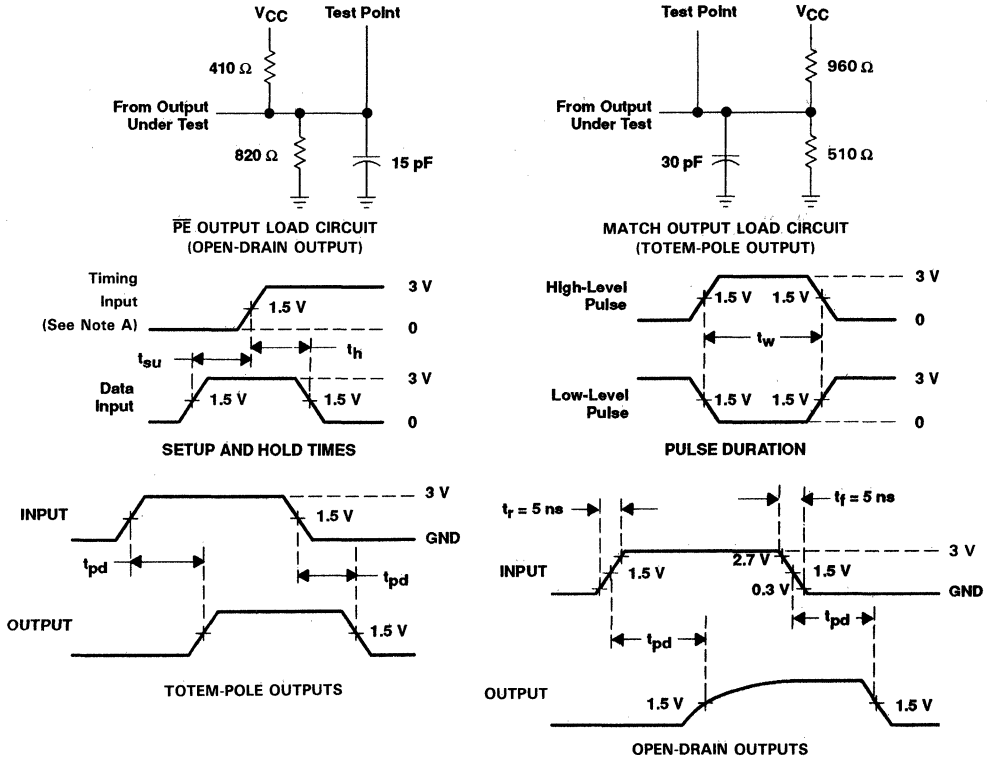 VCC
Test Point
410 Ω
From Output
Under Test
820 Ω
15 pF
PE OUTPUT LOAD CIRCUIT
(OPEN-DRAIN OUTPUT)
Test Point
VCC
960 Ω
From Output
Under Test
30 pF
510 Ω
MATCH OUTPUT LOAD CIRCUIT
(TOTEM-POLE OUTPUT)
Timing
Input
(See Note A)
3 V
1.5 V
0
tsu
th
Data
Input
3 V
1.5 V
1.5 V
0
SETUP AND HOLD TIMES
High-Level
Pulse
3 V
1.5 V
1.5 V
0
tw
Low-Level
Pulse
3 V
1.5 V
1.5 V
0
PULSE DURATION
INPUT
3 V
1.5 V
GND
tpd
tpd
OUTPUT
1.5 V
TOTEM-POLE OUTPUTS
tr = 5 ns
tf = 5 ns
INPUT
3 V
2.7 V
1.5 V
1.5 V
0.3 V
GND
tpd
tpd
OUTPUT
1.5 V
1.5 V
OPEN-DRAIN OUTPUTS